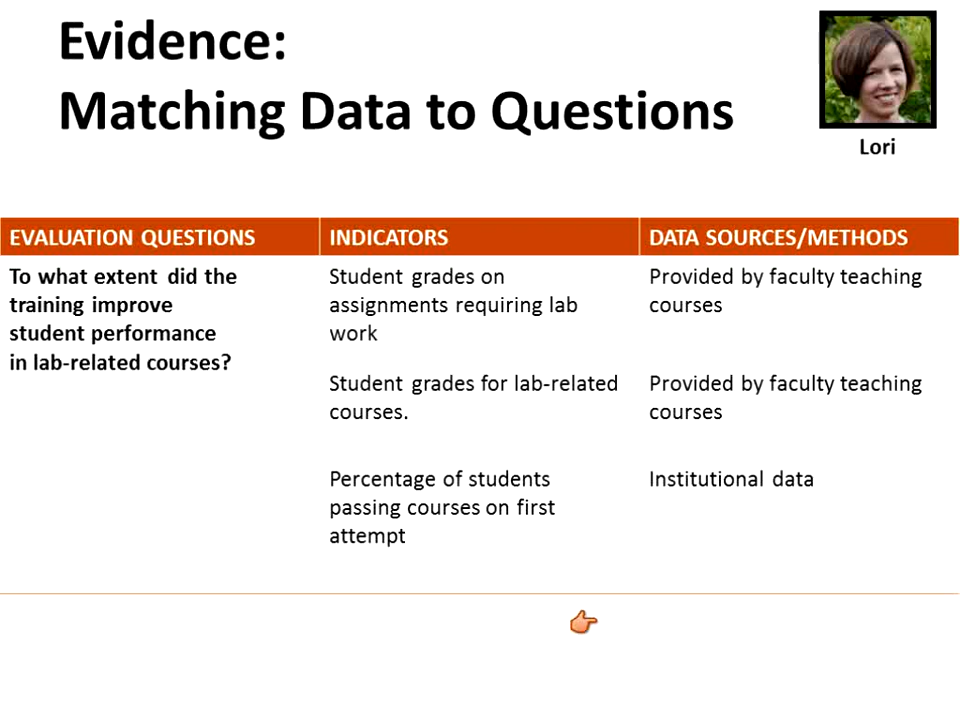 Evidence:
Matching Data to Questions
Lori
EVALUATION QUESTIONS
INDICATORS
DATA SOURCES/METHODS
To what extent did the
training improve
student performance
in lab-related courses?
Student grades on
assignments requiring lab
work
Provided by faculty teaching
courses
Student grades for lab-related
courses.
Provided by faculty teaching
courses
Percentage of students
passing courses on first
attempt
Institutional data